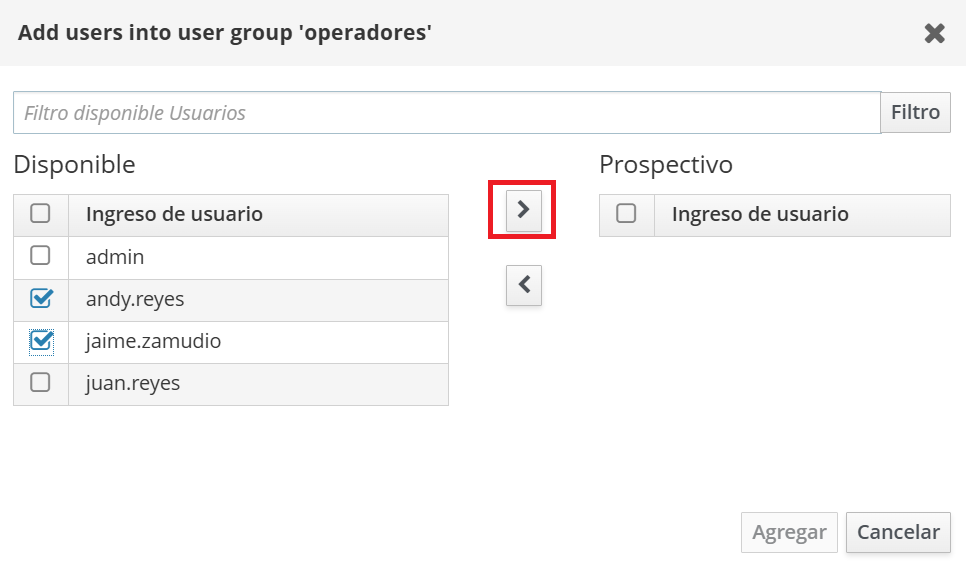 Add users into user group 'operadores'
Filtro disponible Usuarios
Filtro
Disponible
Ingreso de usuario
admin
andy.reyes
jaime.zamudio
juan.reyes
Prospectivo
Ingreso de usuario
Agregar
Cancelar